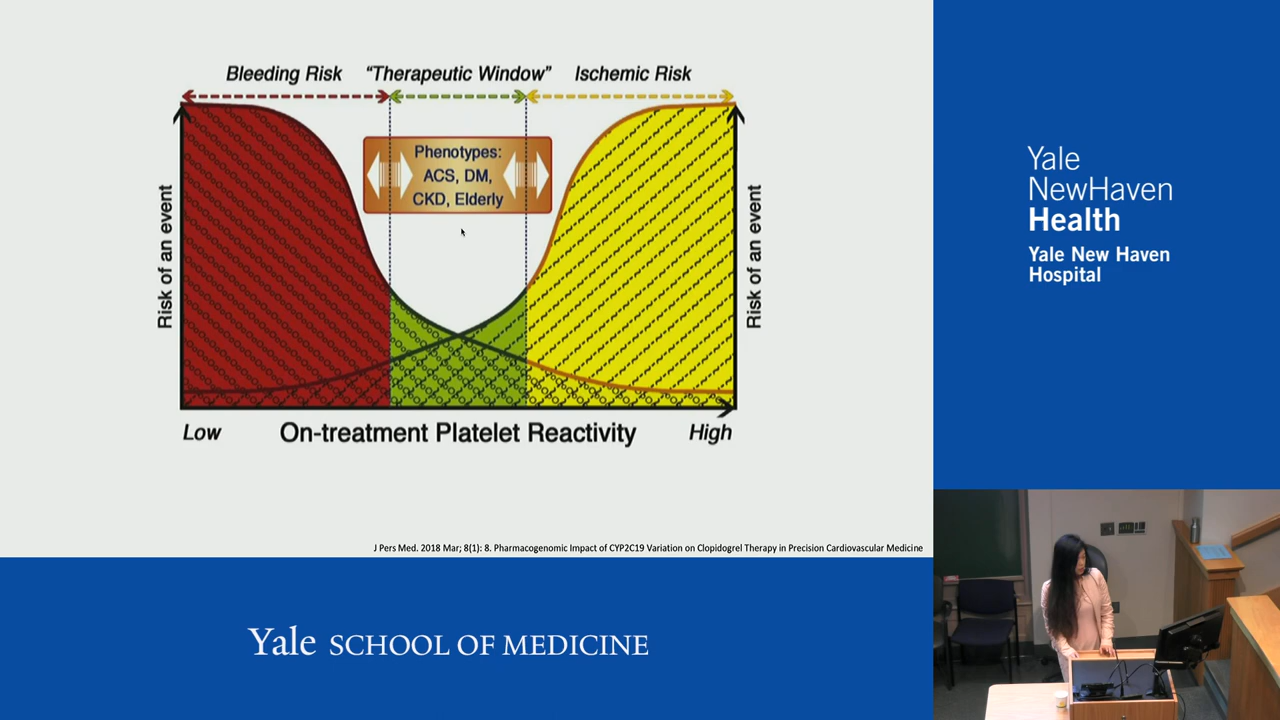 Bleeding Risk
“Therapeutic Window”
Ischemic Risk
Phenotypes:
ACS, DM,
CKD, Elderly
Risk of an event
Risk of an event
Low
On-treatment Platelet Reactivity
High
J Pers Med. 2018 Mar; 8(1): 8. Pharmacogenomic Impact of CYP2C19 Variation on Clopidogrel Therapy in Precision Cardiovascular Medicine
Yale
NewHaven
Health
Yale New Haven
Hospital
Yale SCHOOL OF MEDICINE